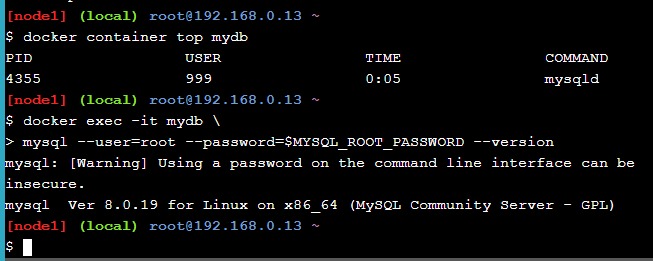 [node1] (local) root@192.168.0.13 ~
$ docker container top mydb
PID USER TIME COMMAND
4355 999 0:05 mysqld
[node1] (local) root@192.168.0.13 ~
$ docker exec -it mydb \
> mysql --user=root --password=$MYSQL_ROOT_PASSWORD --version
mysql: [Warning] Using a password on the command line interface can be
insecure.
mysql  Ver 8.0.19 for Linux on x86_64 (MySQL Community Server - GPL)
[node1] (local) root@192.168.0.13 ~
$